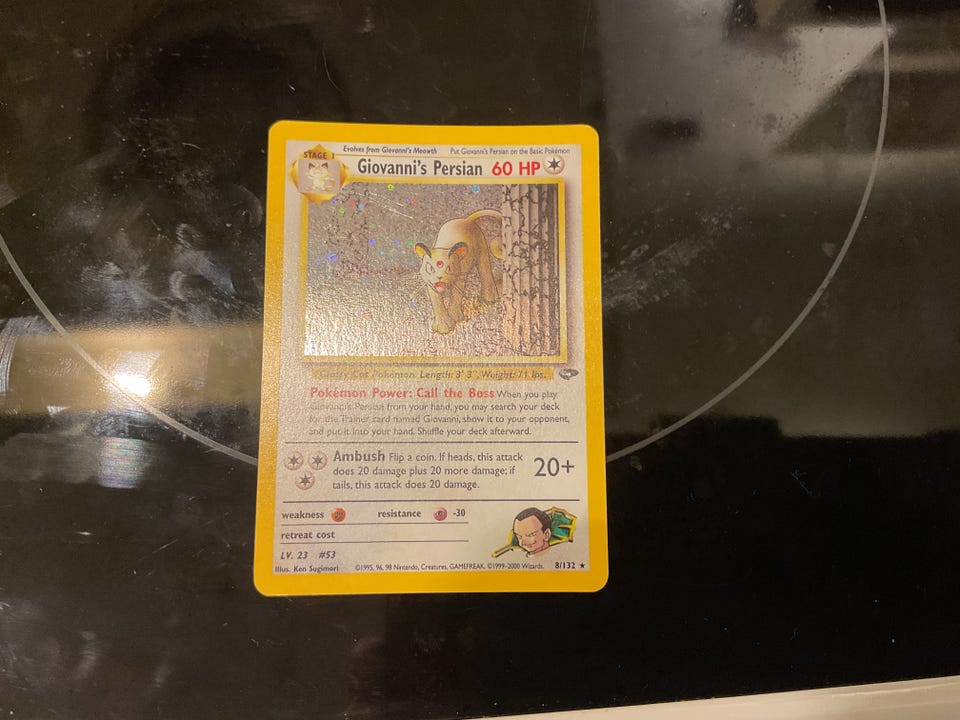 Evolves from Giovanni's Meowth Put Giovanni's Persian on the Basic Pokémon
STAGE 1
Giovanni's Persian 60 HP
Classy Cat Pokémon. Length: 3' 3", Weight: 71 lbs.
Pokémon Power: Call the Boss When you play
Giovanni's Persian from your hand, you may search your deck
for the Trainer card named Giovanni, show it to your opponent,
and put it into your hand. Shuffle your deck afterward.
Ambush Flip a coin. If heads, this attack
does 20 damage plus 20 more damage; if
tails, this attack does 20 damage.
20+
weakness resistance -30
retreat cost
LV. 23 #53
Illus. Ken Sugimori ©1995, 96, 98 Nintendo, Creatures, GAMEFREAK. ©1999-2000 Wizards. 8/132 ★